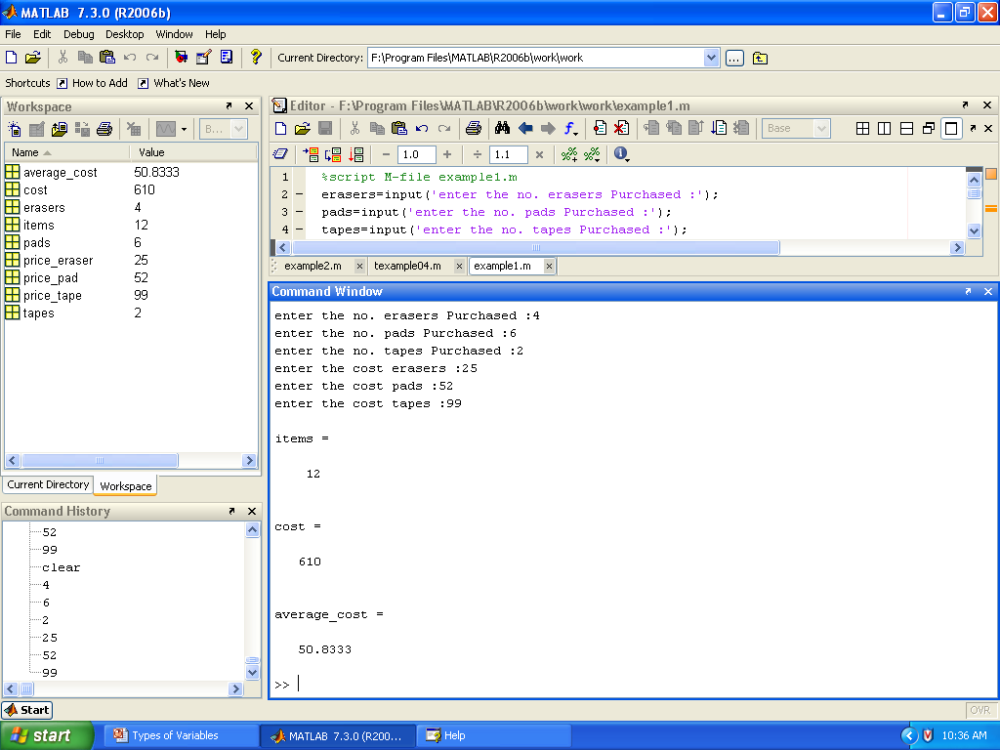 MATLAB 7.3.0 (R2006b)
File Edit Debug Desktop Window Help
Current Directory: F:\Program Files\MATLAB\R2006b\work\work ...
Shortcuts How to Add What's New
Workspace
B...
Name Value
average_cost 50.8333
cost 610
erasers 4
items 12
pads 6
price_eraser 25
price_pad 52
price_tape 99
tapes 2
Current Directory Workspace
Command History
52
99
clear
4
6
2
25
52
99
Editor - F:\Program Files\MATLAB\R2006b\work\work\example1.m
Base
− 1.0 + ÷ 1.1 ×
1 %script M-file example1.m
2 – erasers=input('enter the no. erasers Purchased :');
3 – pads=input('enter the no. pads Purchased :');
4 – tapes=input('enter the no. tapes Purchased :');
example2.m texample04.m example1.m
Command Window
enter the no. erasers Purchased :4
enter the no. pads Purchased :6
enter the no. tapes Purchased :2
enter the cost erasers :25
enter the cost pads :52
enter the cost tapes :99
items =
12
cost =
610
average_cost =
50.8333
>>
Start
OVR
start Types of Variables MATLAB 7.3.0 (R200... Help 10:36 AM